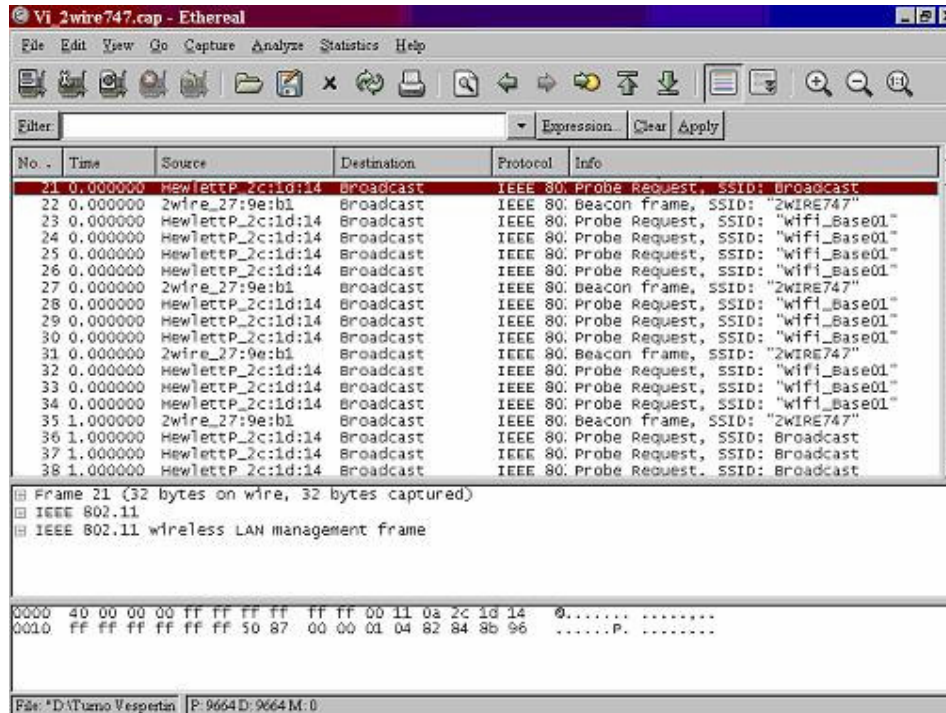 Vi_2wire747.cap - Ethereal
File Edit View Go Capture Analyze Statistics Help
Filter: Expression... Clear Apply
No. . Time Source Destination Protocol Info
21 0.000000 HewlettP_2c:1d:14 Broadcast IEEE 80. Probe Request, SSID: Broadcast
22 0.000000 2wire_27:9e:b1 Broadcast IEEE 80. Beacon frame, SSID: "2WIRE747"
23 0.000000 HewlettP_2c:1d:14 Broadcast IEEE 80. Probe Request, SSID: "Wifi_Base01"
24 0.000000 HewlettP_2c:1d:14 Broadcast IEEE 80. Probe Request, SSID: "Wifi_Base01"
25 0.000000 HewlettP_2c:1d:14 Broadcast IEEE 80. Probe Request, SSID: "Wifi_Base01"
26 0.000000 HewlettP_2c:1d:14 Broadcast IEEE 80. Probe Request, SSID: "Wifi_Base01"
27 0.000000 2wire_27:9e:b1 Broadcast IEEE 80. Beacon frame, SSID: "2WIRE747"
28 0.000000 HewlettP_2c:1d:14 Broadcast IEEE 80. Probe Request, SSID: "Wifi_Base01"
29 0.000000 HewlettP_2c:1d:14 Broadcast IEEE 80. Probe Request, SSID: "Wifi_Base01"
30 0.000000 HewlettP_2c:1d:14 Broadcast IEEE 80. Probe Request, SSID: "Wifi_Base01"
31 0.000000 2wire_27:9e:b1 Broadcast IEEE 80. Beacon frame, SSID: "2WIRE747"
32 0.000000 HewlettP_2c:1d:14 Broadcast IEEE 80. Probe Request, SSID: "Wifi_Base01"
33 0.000000 HewlettP_2c:1d:14 Broadcast IEEE 80. Probe Request, SSID: "Wifi_Base01"
34 0.000000 HewlettP_2c:1d:14 Broadcast IEEE 80. Probe Request, SSID: "Wifi_Base01"
35 1.000000 2wire_27:9e:b1 Broadcast IEEE 80. Beacon frame, SSID: "2WIRE747"
36 1.000000 HewlettP_2c:1d:14 Broadcast IEEE 80. Probe Request, SSID: Broadcast
37 1.000000 HewlettP_2c:1d:14 Broadcast IEEE 80. Probe Request, SSID: Broadcast
38 1.000000 HewlettP_2c:1d:14 Broadcast IEEE 80. Probe Request, SSID: Broadcast
Frame 21 (32 bytes on wire, 32 bytes captured)
IEEE 802.11
IEEE 802.11 wireless LAN management frame
0000 40 00 00 00 ff ff ff ff ff ff 00 11 0a 2c 1d 14 @....... .....,..
0010 ff ff ff ff ff ff 50 87 00 00 01 04 82 84 8b 96 ......P. ........
File: "D:\Turno Vespertin P: 9664 D: 9664 M: 0